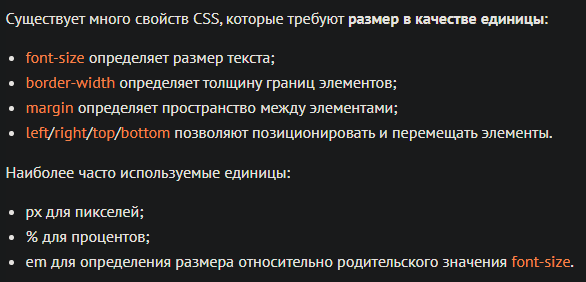 Существует много свойств CSS, которые требуют размер в качестве единицы:
• font-size определяет размер текста;
• border-width определяет толщину границ элементов;
• margin определяет пространство между элементами;
• left/right/top/bottom позволяют позиционировать и перемещать элементы.
Наиболее часто используемые единицы:
• px для пикселей;
• % для процентов;
• em для определения размера относительно родительского значения font-size.